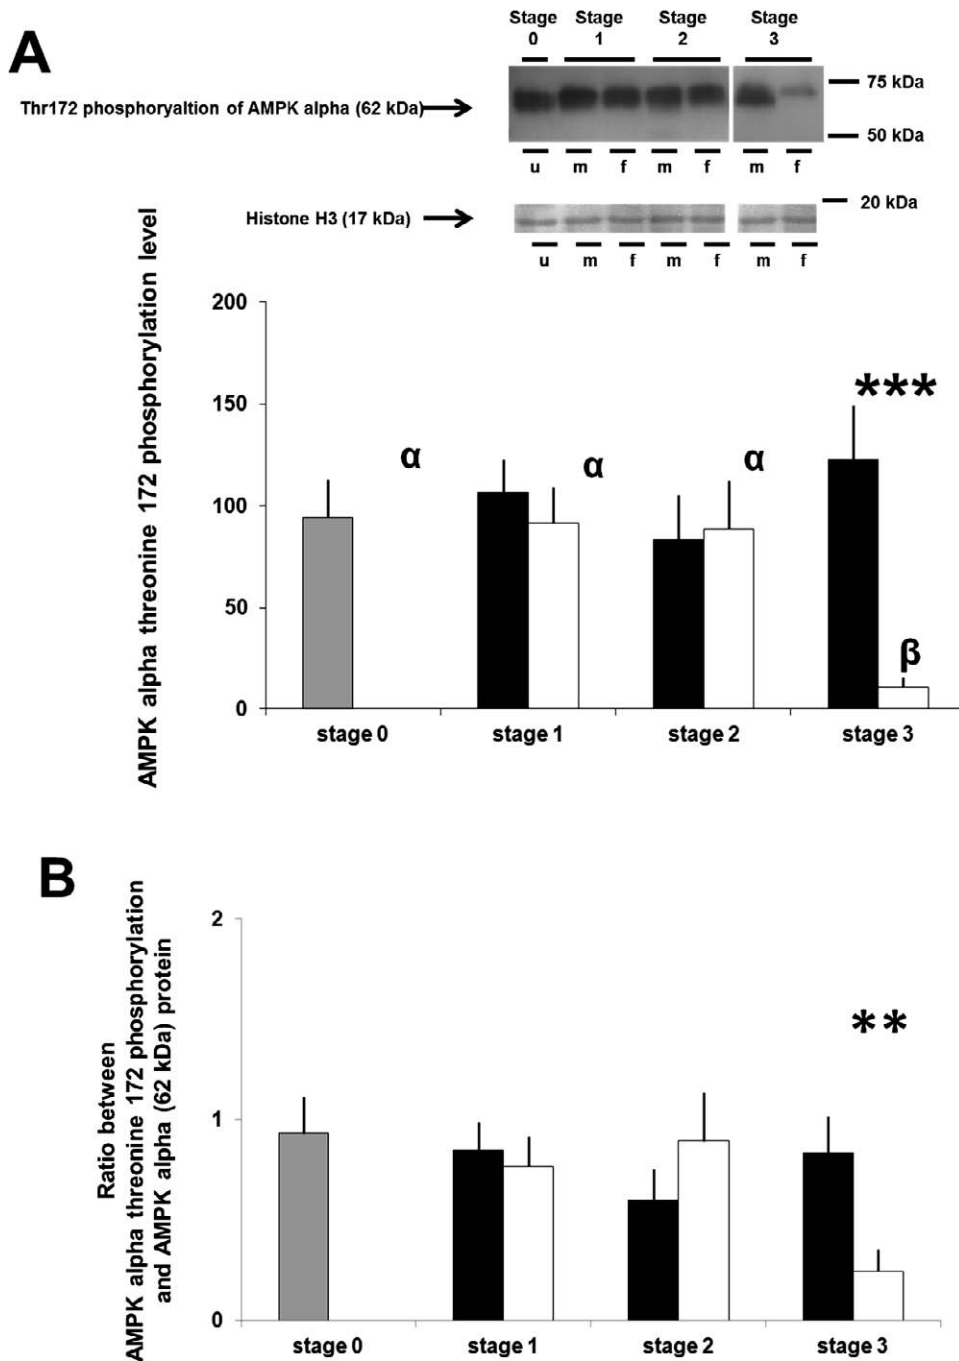 A
Stage 0
Stage 1
Stage 2
Stage 3
Thr172 phosphoryaltion of AMPK alpha (62 kDa)
75 kDa
50 kDa
u m f m f m f
Histone H3 (17 kDa)
20 kDa
u m f m f m f
AMPK alpha threonine 172 phosphorylation level
200
150
100
50
0
α
α
α
***
β
stage 0
stage 1
stage 2
stage 3
B
Ratio between
AMPK alpha threonine 172 phosphorylation
and AMPK alpha (62 kDa) protein
2
1
0
**
stage 0
stage 1
stage 2
stage 3